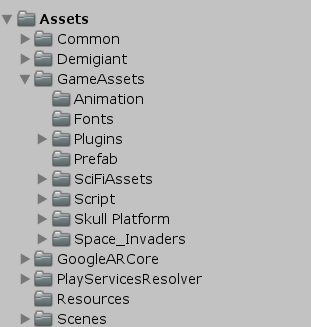 Assets
Common
Demigiant
GameAssets
Animation
Fonts
Plugins
Prefab
SciFiAssets
Script
Skull Platform
Space_Invaders
GoogleARCore
PlayServicesResolver
Resources
Scenes